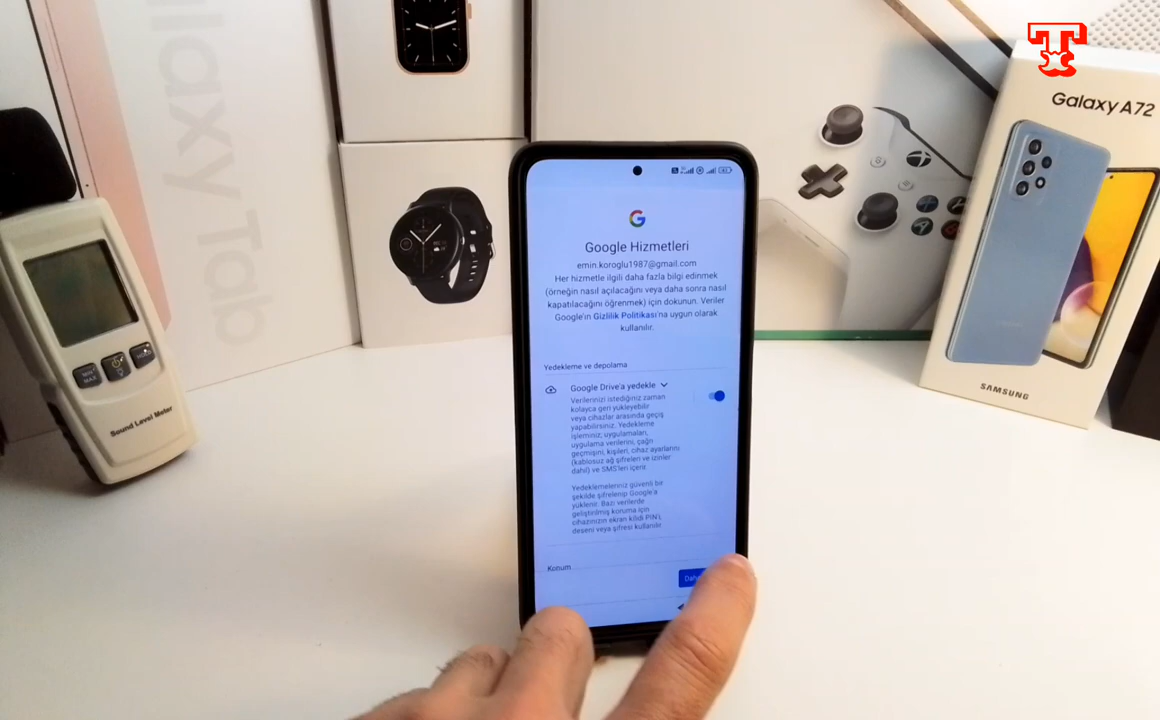 Galaxy A72
SAMSUNG
laxy Tab
Sound Level Meter
Google Hizmetleri
emin.koroglu1987@gmail.com
Her hizmetle ilgili daha fazla bilgi edinmek
(örneğin nasıl açılacağını veya daha sonra nasıl
kapatılacağını öğrenmek) için dokunun. Veriler
Google'ın Gizlilik Politikası'na uygun olarak
kullanılır.
Yedekleme ve depolama
Google Drive'a yedekle
Verilerinizi istediğiniz zaman
kolayca geri yükleyebilir
veya cihazlar arasında geçiş
yapabilirsiniz. Yedekleme
işleminiz; uygulamaları,
uygulama verilerini, çağrı
geçmişini, kişileri, cihaz ayarlarını
(kablosuz ağ şifreleri ve izinler
dahil) ve SMS'leri içerir.
Yedeklemeleriniz güvenli bir
şekilde şifrelenip Google'a
yüklenir. Bazı verilerde
geliştirilmiş koruma için
cihazınızın ekran kilidi PIN'i,
deseni veya şifresi kullanılır
Konum
Dah